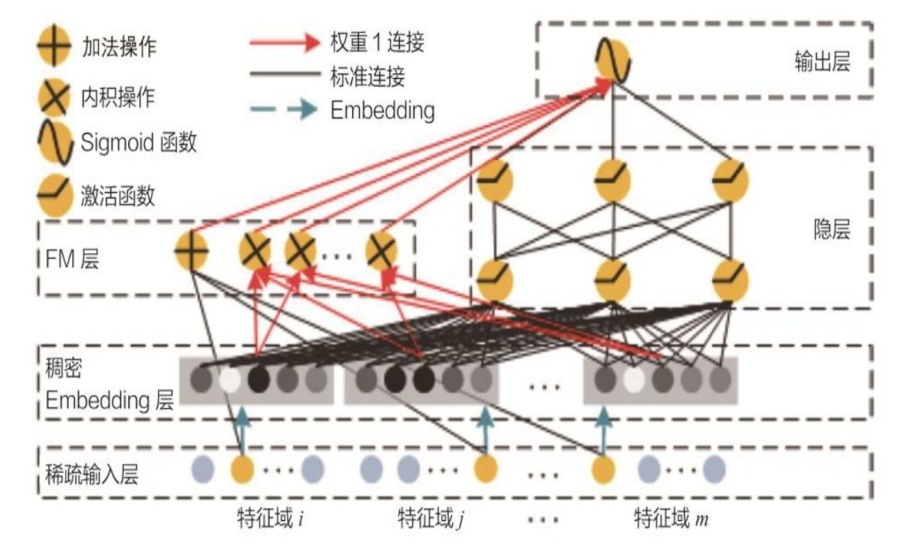 加法操作
内积操作
Sigmoid 函数
激活函数
权重1连接
标准连接
Embedding
输出层
隐层
FM 层
稠密
Embedding 层
稀疏输入层
特征域 i
特征域 j
...
特征域 m